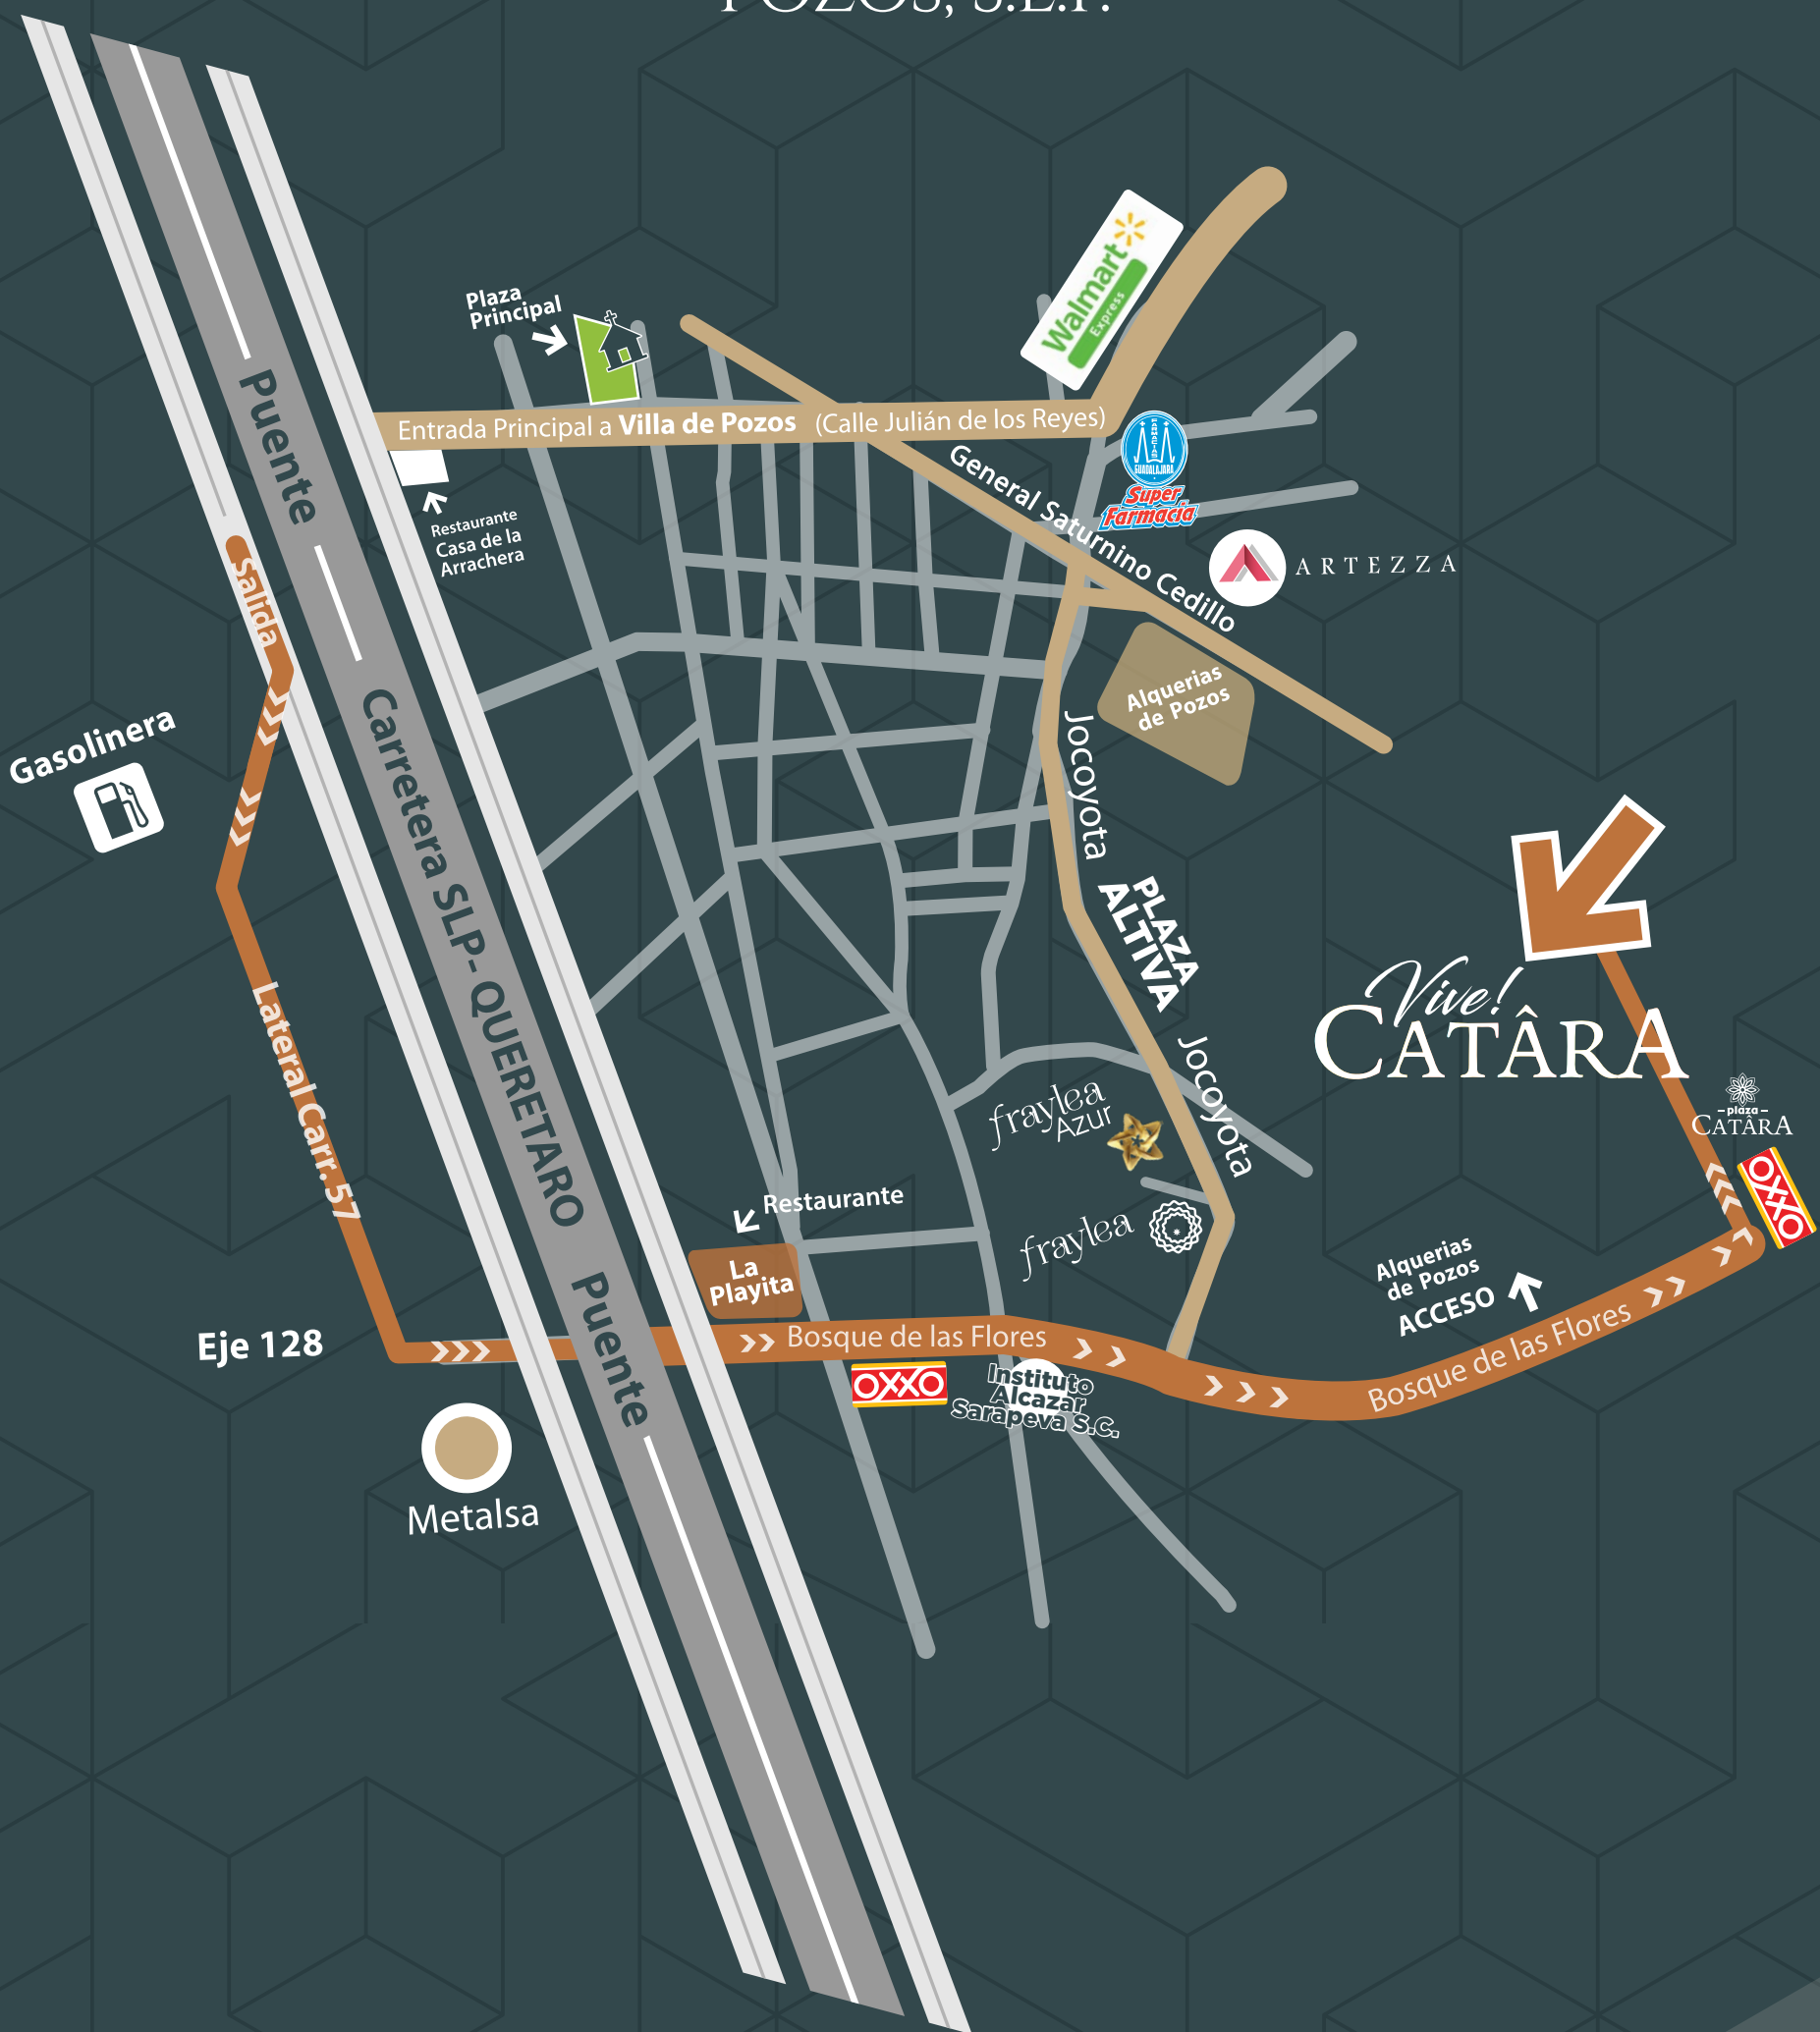 POZOS, S.L.P.
Walmart
Express
Plaza
Principal
Puente
Entrada Principal a Villa de Pozos (Calle Julián de los Reyes)
FARMACIAS
GUADALAJARA
Super
Farmacia
General Saturnino Cedillo
Restaurante
Casa de la
Arrachera
Salida
ARTEZZA
Alquerias
de Pozos
Gasolinera
Carretera SLP-QUERETARO
Jocoyota
PLAZA
ALTIVA
Vive!
CATÂRA
Lateral Carr. 57
Jocoyota
fraylea
Azur
plaza
CATÂRA
OXXO
Restaurante
fraylea
La
Playita
Alquerias
de Pozos
ACCESO
Eje 128
Puente
Bosque de las Flores
Bosque de las Flores
OXXO
Instituto
Alcazar
Sarapeva S.C.
Metalsa